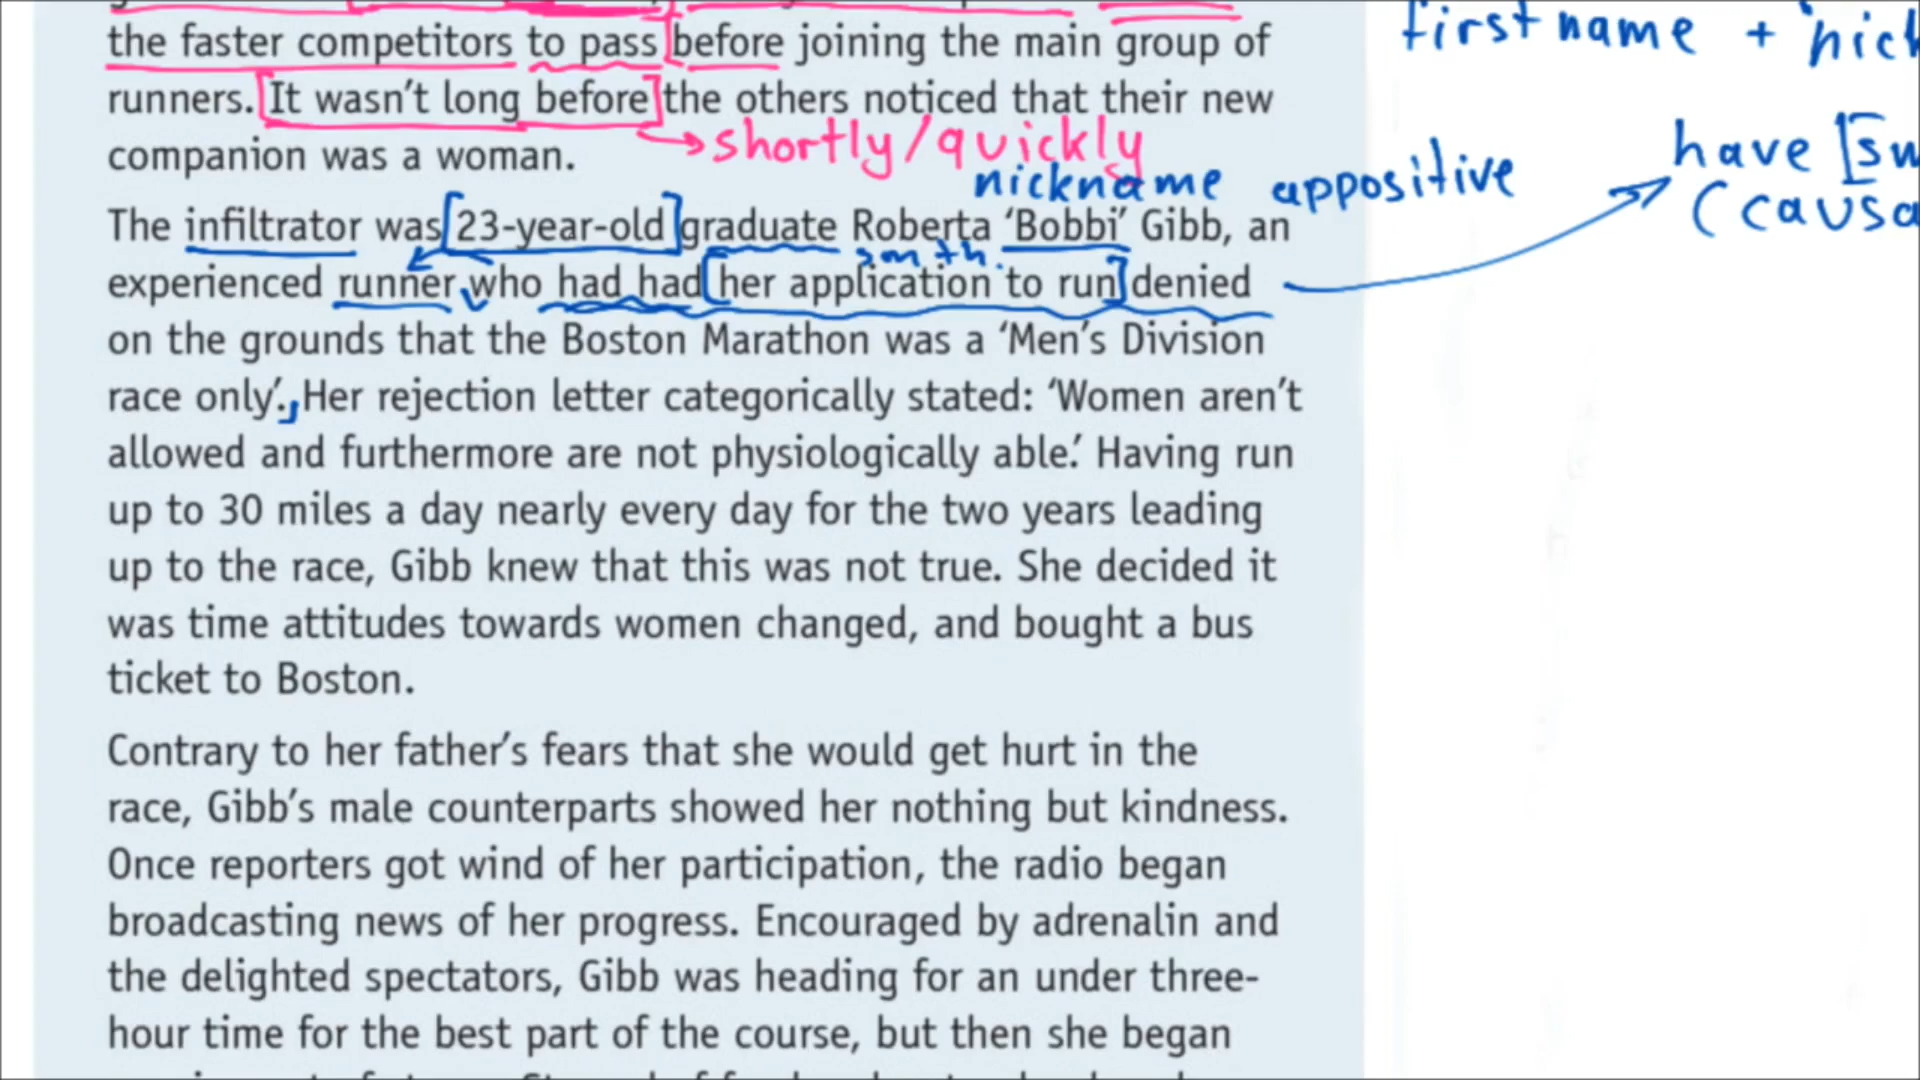 the faster competitors to pass before joining the main group of
first name +
runners. It wasn't long before the others noticed that their new
shortly/quickly
have
companion was a woman.
nickname appositive
The infiltrator was 23-year-old graduate Roberta 'Bobbi' Gibb, an
smth.
experienced runner who had had her application to run denied
on the grounds that the Boston Marathon was a 'Men's Division
race only'. Her rejection letter categorically stated: 'Women aren't
allowed and furthermore are not physiologically able.' Having run
up to 30 miles a day nearly every day for the two years leading
up to the race, Gibb knew that this was not true. She decided it
was time attitudes towards women changed, and bought a bus
ticket to Boston.
Contrary to her father's fears that she would get hurt in the
race, Gibb's male counterparts showed her nothing but kindness.
Once reporters got wind of her participation, the radio began
broadcasting news of her progress. Encouraged by adrenalin and
the delighted spectators, Gibb was heading for an under three-
hour time for the best part of the course, but then she began